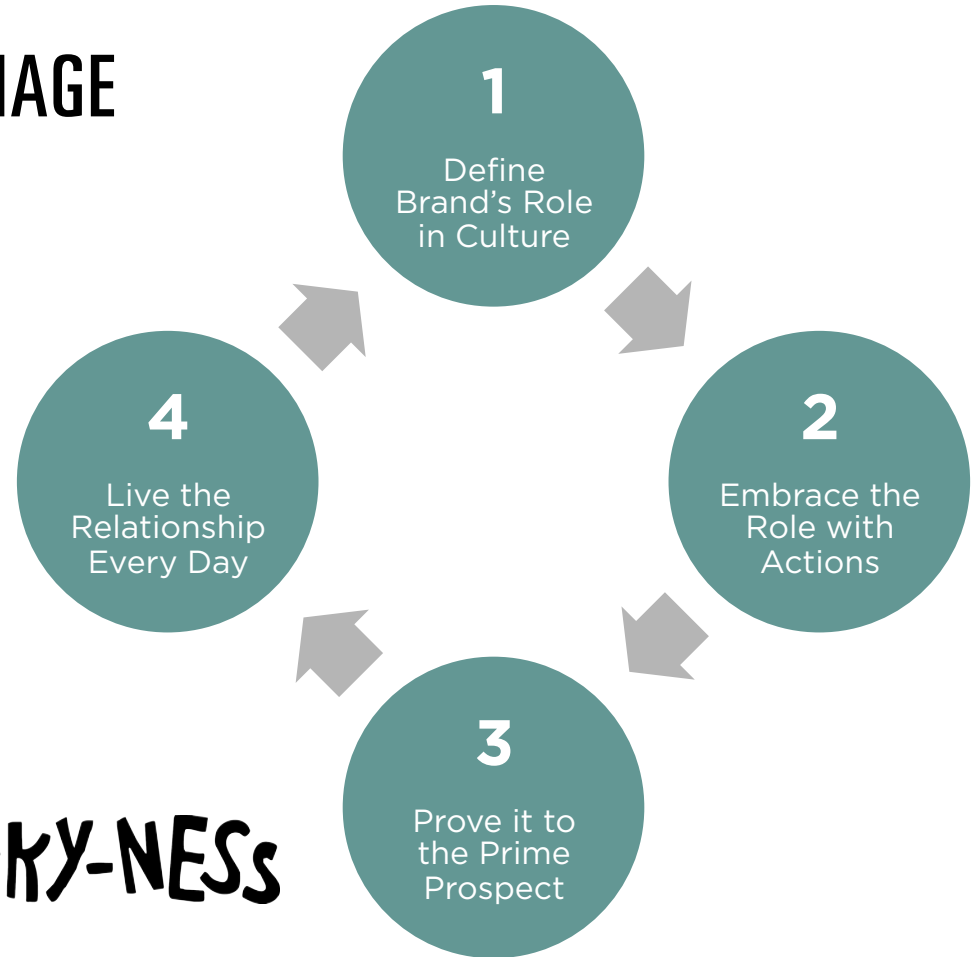 1
Define
Brand’s Role
in Culture
2
Embrace the
Role with
Actions
3
Prove it to
the Prime
Prospect
4
Live the
Relationship
Every Day
KY-NESS